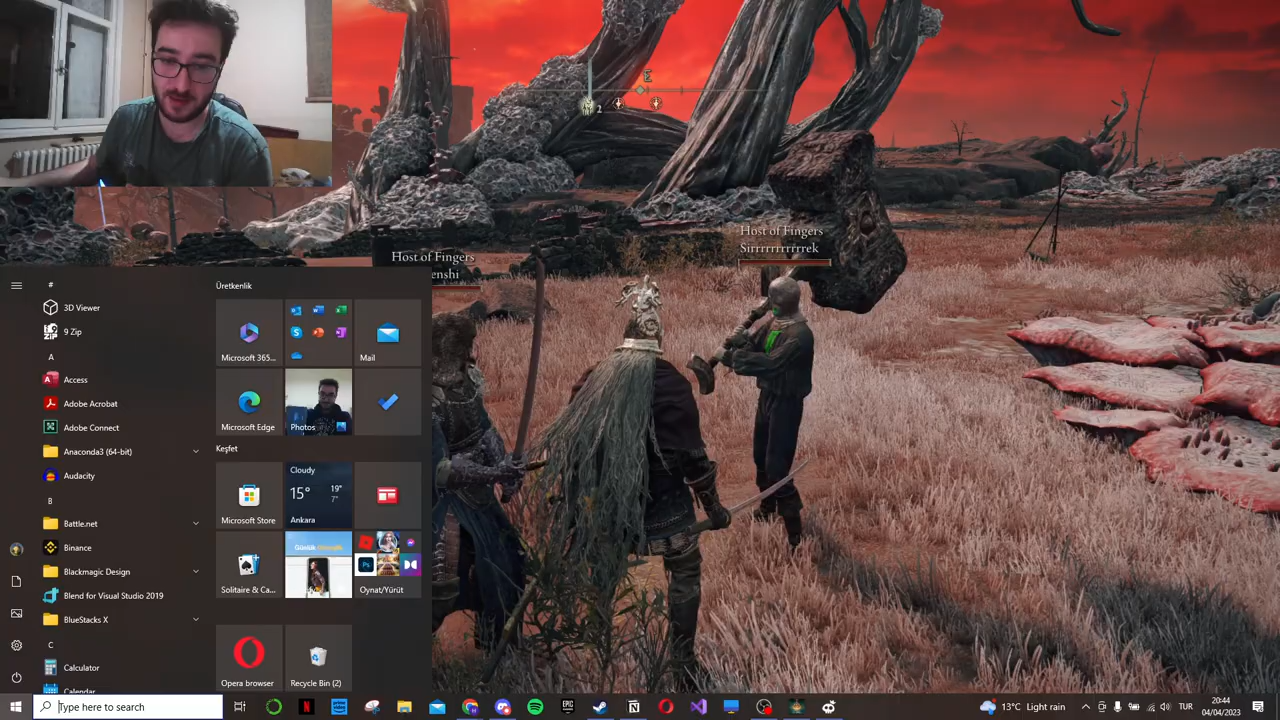 E
2
Host of Fingers
Sirrrrrrrrrrek
Host of Fingers
enshi
#
3D Viewer
9 Zip
A
Access
Adobe Acrobat
Adobe Connect
Anaconda3 (64-bit)
Audacity
B
Battle.net
Binance
Blackmagic Design
Blend for Visual Studio 2019
BlueStacks X
C
Calculator
Calendar
Üretkenlik
Microsoft 365...
Mail
Microsoft Edge
Photos
Keşfet
Microsoft Store
Cloudy
15°
19°
7°
Ankara
Solitaire & Ca...
Ps
Oynat/Yürüt
Opera browser
Recycle Bin (2)
Type here to search
13°C Light rain
TUR
20:44
04/04/2023